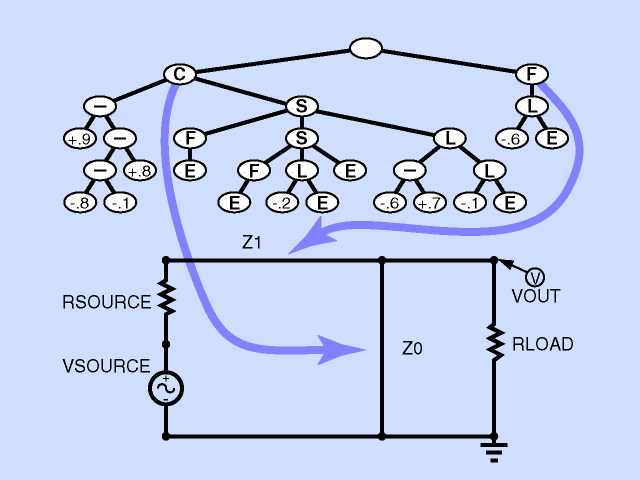 C F
− S L
+.9 − F S L -.6 E
− +.8 E F L E − L
-.8 -.1 E -.2 E -.6 +.7 -.1 E
Z1
V
RSOURCE VOUT
Z0 RLOAD
VSOURCE
+
-